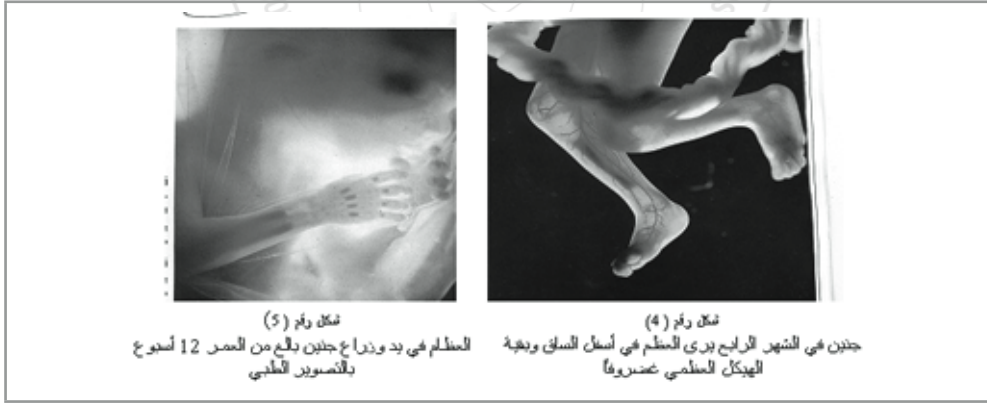 شكل رقم (4)
جنين في الشهر الرابع يرى العظم في أسفل الساق وبقية
الهيكل العظمي غضروفاً
شكل رقم (5)
العظام في يد وزراع جنين بالغ من العمر 12 أسبوع
بالتصوير الطبي